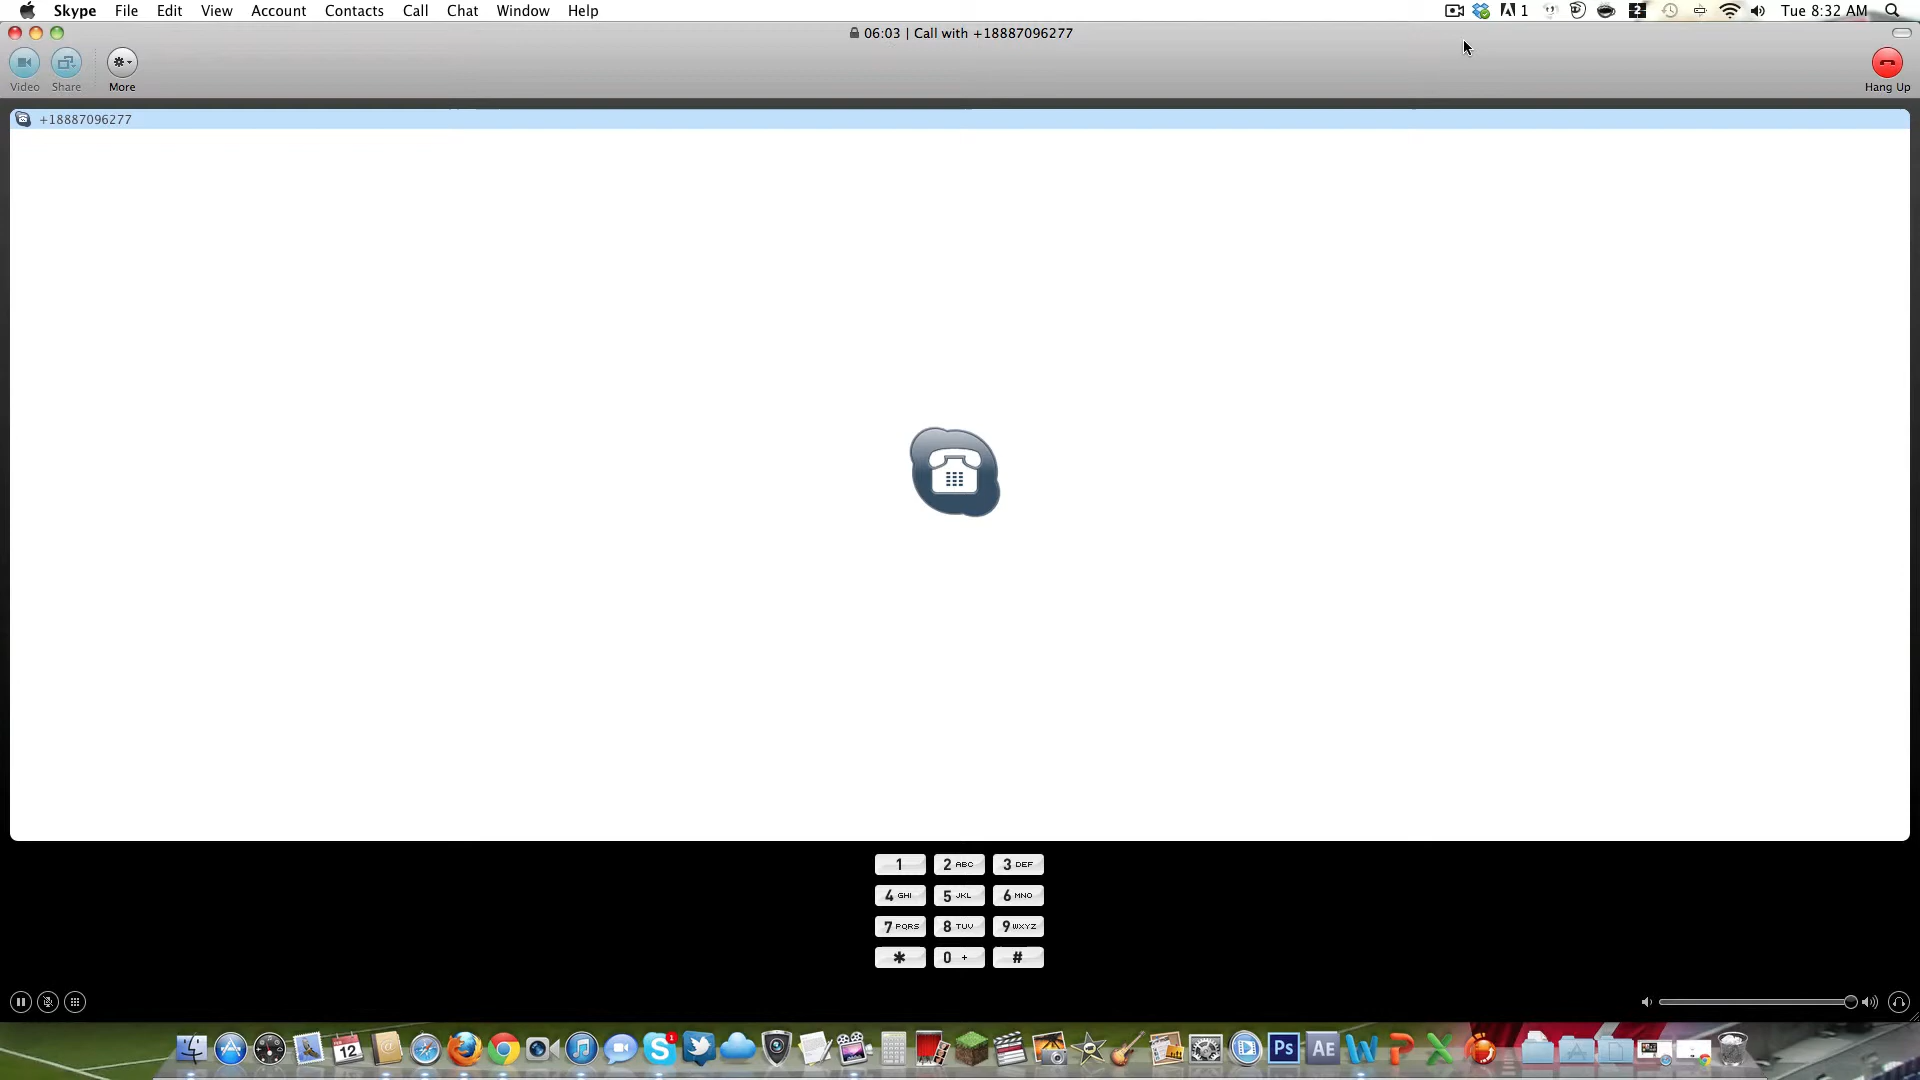 Skype File Edit View Account Contacts Call Chat Window Help 1 2 Tue 8:32 AM
06:03 | Call with +18887096277
Video Share More Hang Up
+18887096277
1 2 ABC 3 DEF
4 GHI 5 JKL 6 MNO
7 PQRS 8 TUV 9 WXYZ
* 0 + #
12 1 Ps AE